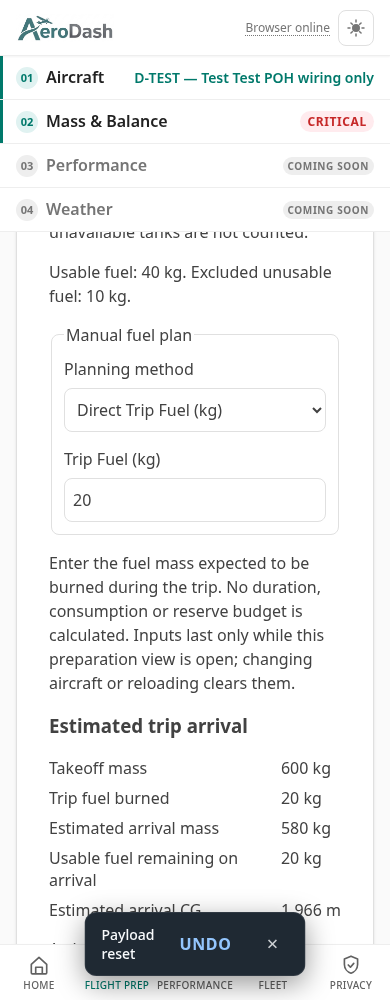 AeroDash
Browser online
01 Aircraft D-TEST — Test Test POH wiring only
02 Mass & Balance CRITICAL
03 Performance COMING SOON
04 Weather COMING SOON
unavailable tanks are not counted.
Usable fuel: 40 kg. Excluded unusable
fuel: 10 kg.
Manual fuel plan
Planning method
Direct Trip Fuel (kg)
Trip Fuel (kg)
20
Enter the fuel mass expected to be
burned during the trip. No duration,
consumption or reserve budget is
calculated. Inputs last only while this
preparation view is open; changing
aircraft or reloading clears them.
Estimated trip arrival
Takeoff mass 600 kg
Trip fuel burned 20 kg
Estimated arrival mass 580 kg
Usable fuel remaining on 20 kg
arrival
Estimated arrival CG 1.966 m
Payload
reset
UNDO
HOME FLIGHT PREP PERFORMANCE FLEET PRIVACY